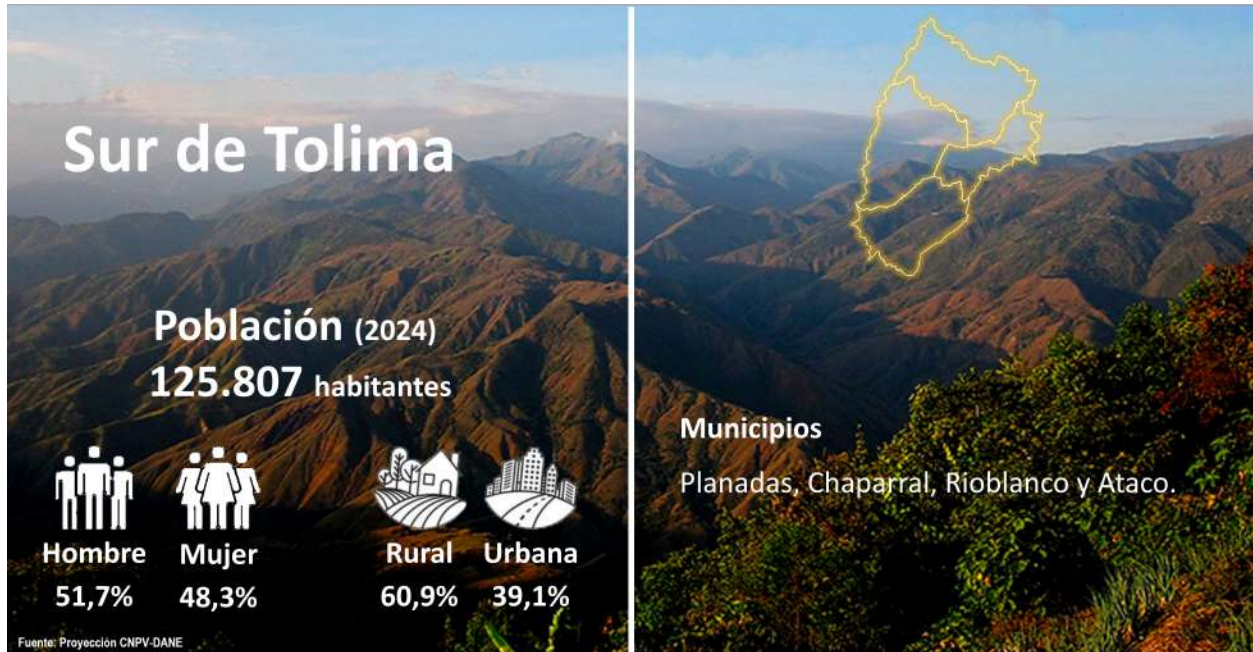 Sur de Tolima
Población (2024)
125.807 habitantes
Hombre Mujer Rural Urbana
51,7% 48,3% 60,9% 39,1%
Fuente: Proyección CNPV-DANE
Municipios
Planadas, Chaparral, Rioblanco y Ataco.